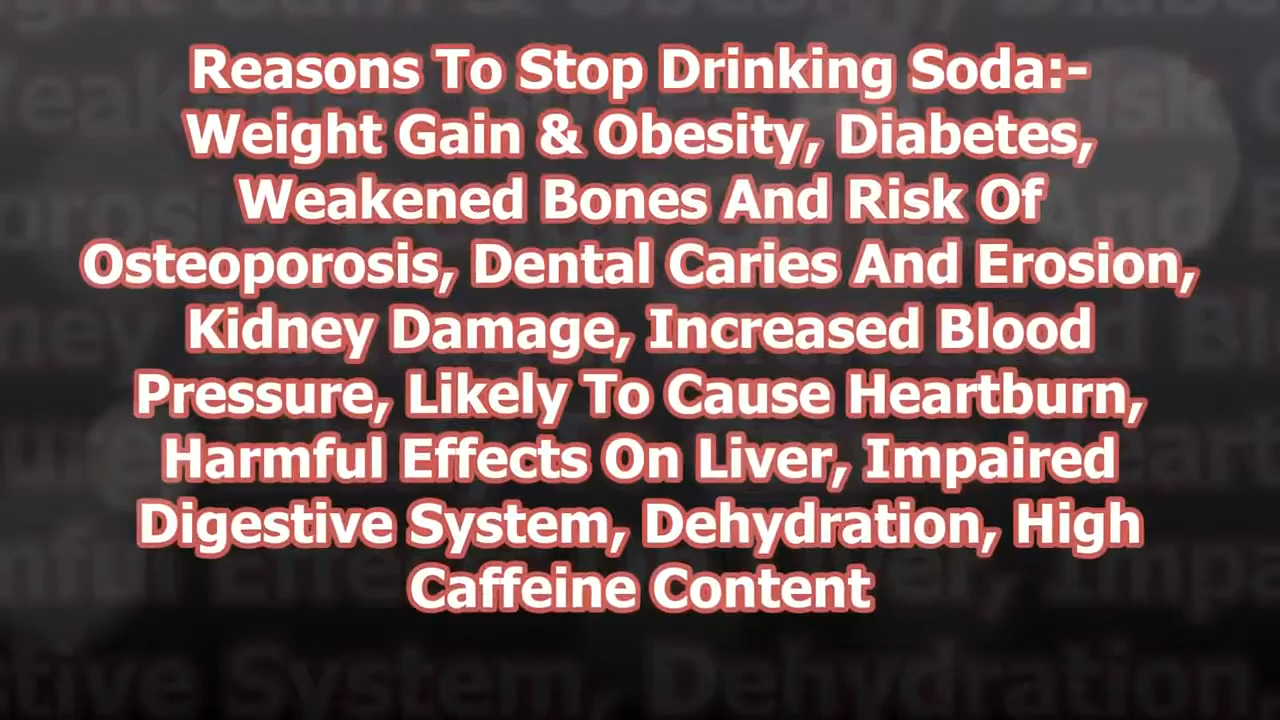 Reasons To Stop Drinking Soda:-
Weight Gain & Obesity, Diabetes,
Weakened Bones And Risk Of
Osteoporosis, Dental Caries And Erosion,
Kidney Damage, Increased Blood
Pressure, Likely To Cause Heartburn,
Harmful Effects On Liver, Impaired
Digestive System, Dehydration, High
Caffeine Content